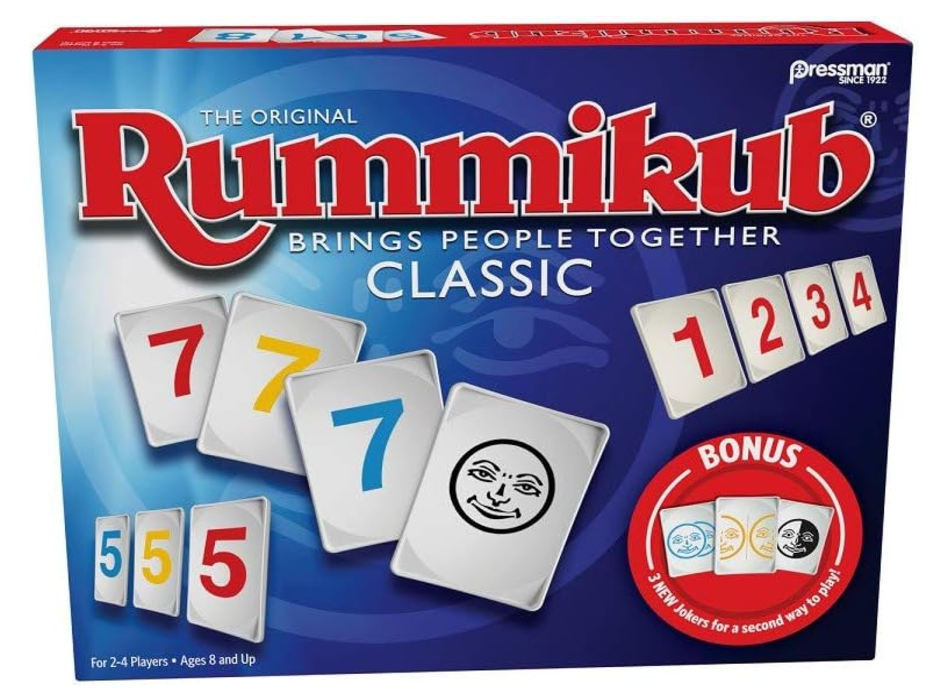 pressman®
SINCE 1922
THE ORIGINAL
Rummikub®
BRINGS PEOPLE TOGETHER
CLASSIC
7 7 7
1 2 3 4
5 5 5
BONUS
3 NEW Jokers for a second way to play!
For 2-4 Players • Ages 8 and Up